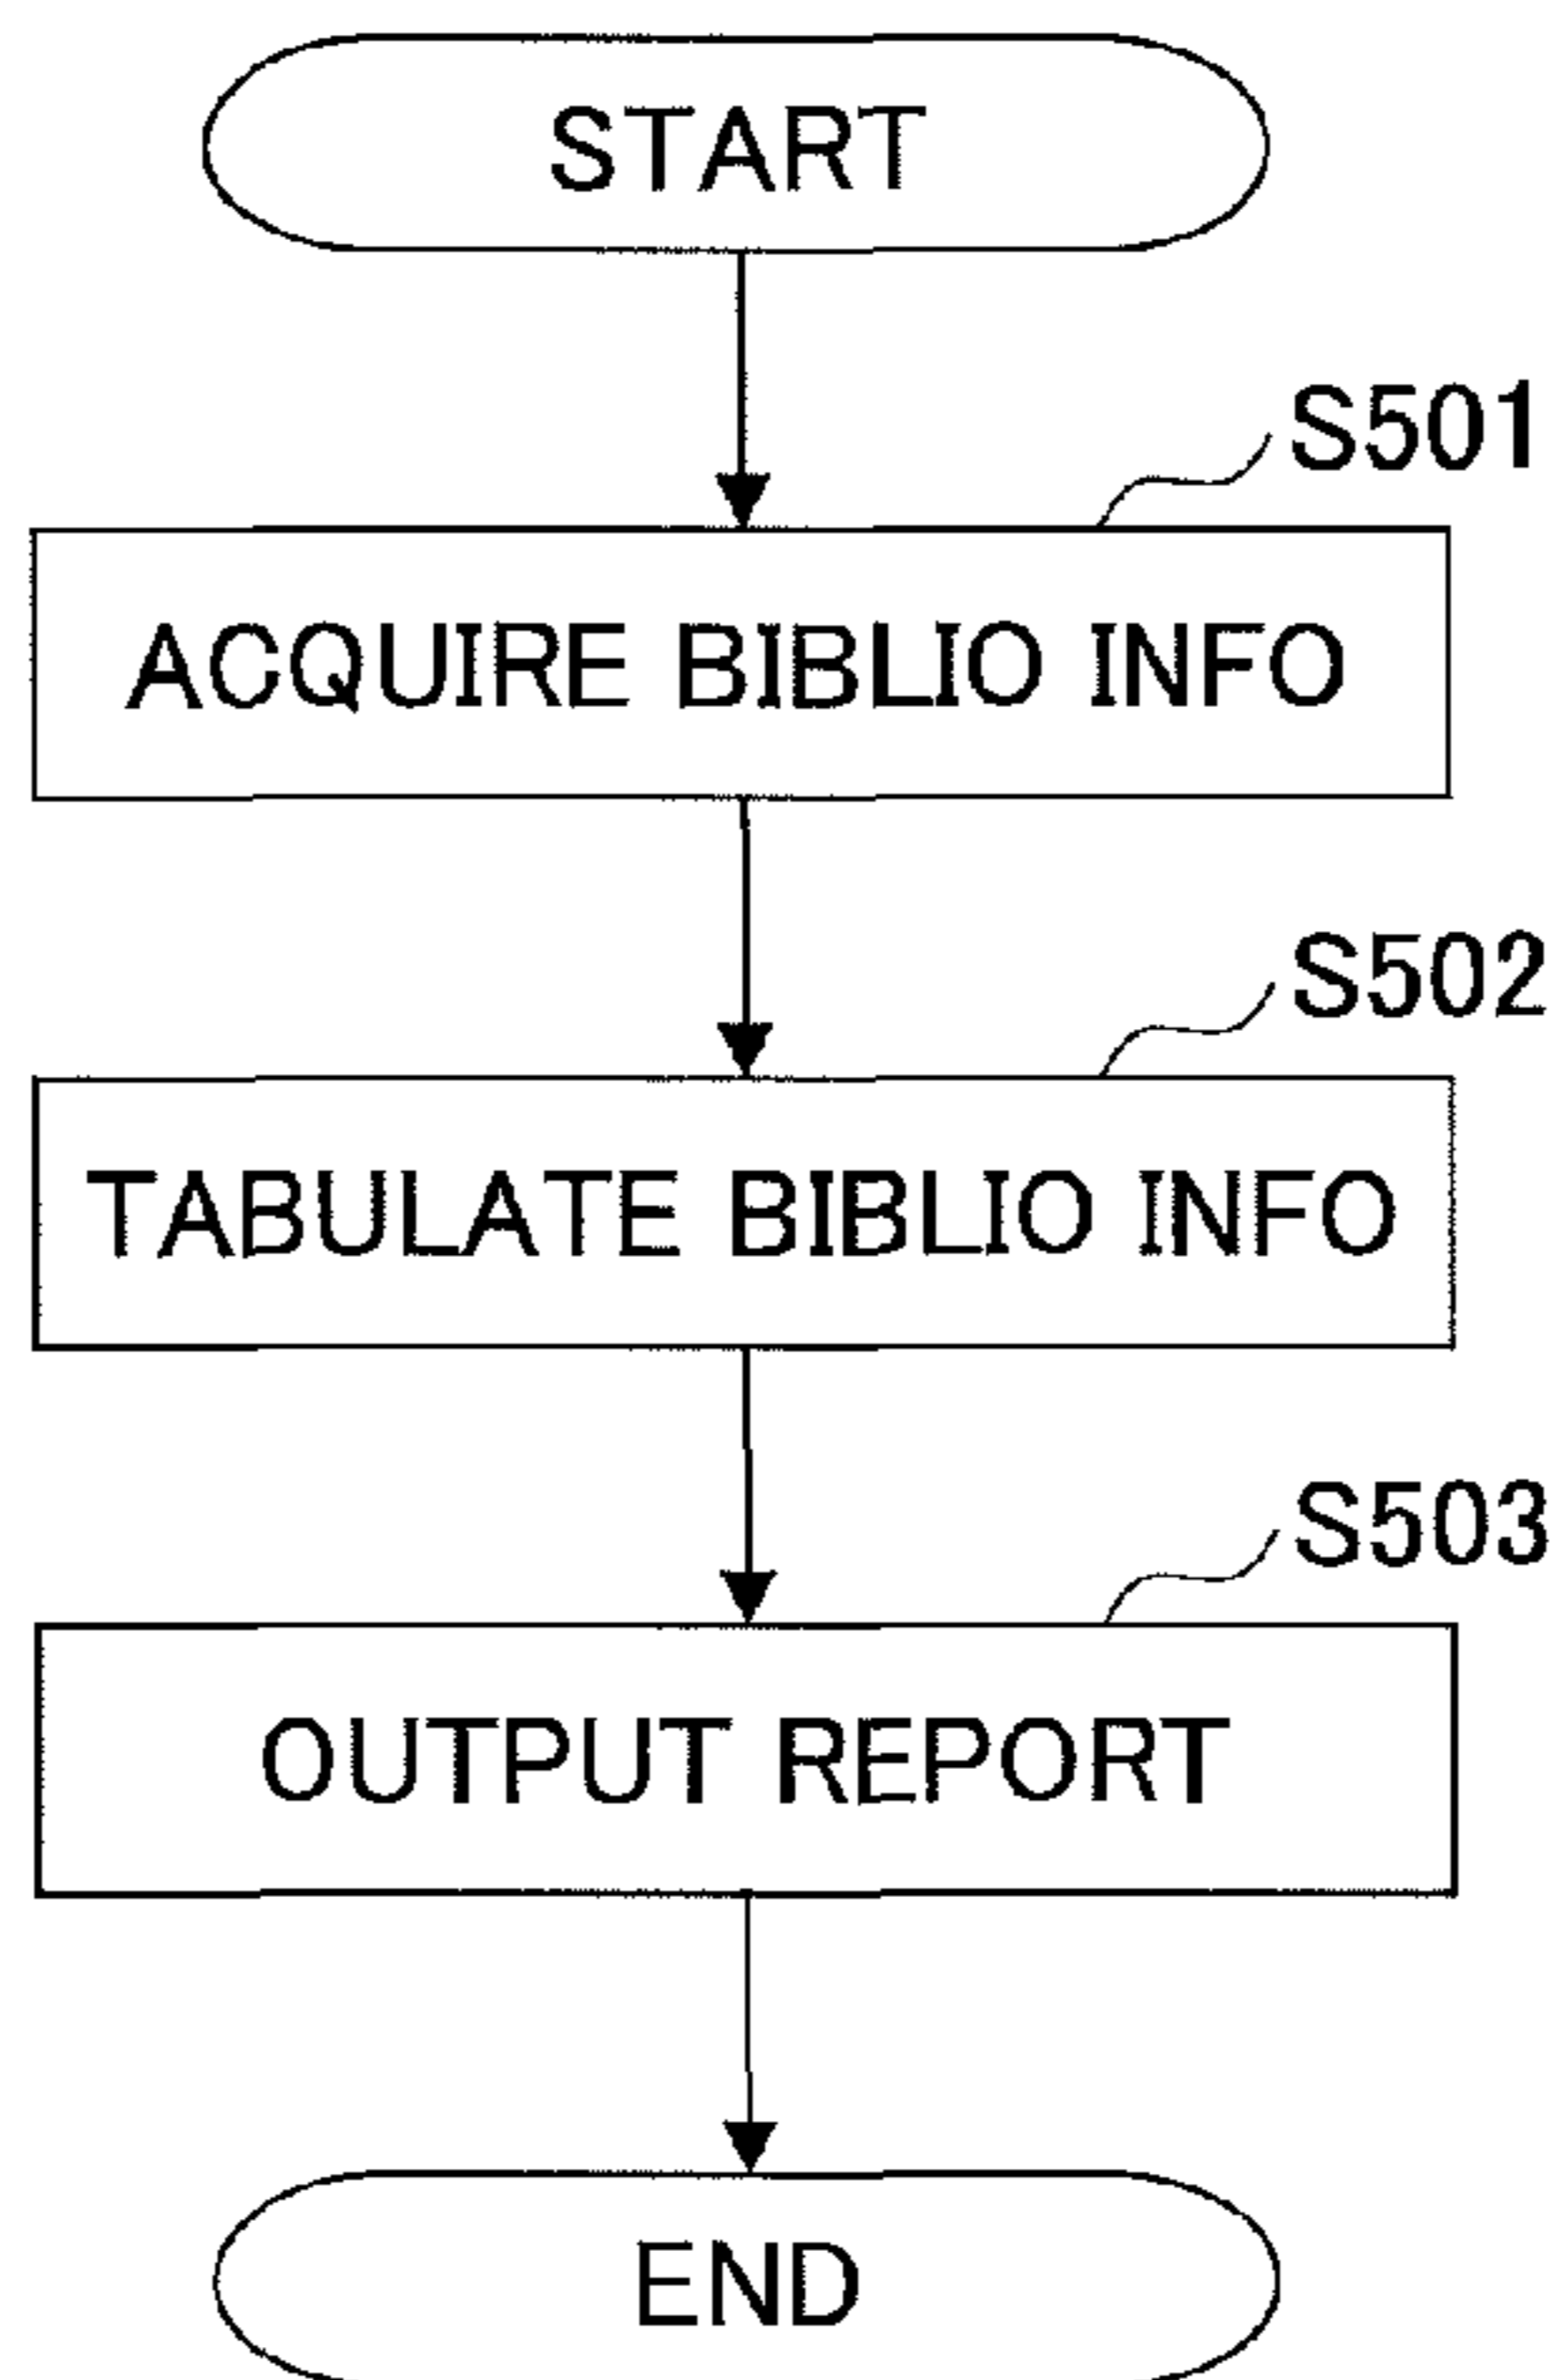 START
S501
ACQUIRE BIBLIO INFO
S502
TABULATE BIBLIO INFO
S503
OUTPUT REPORT
END